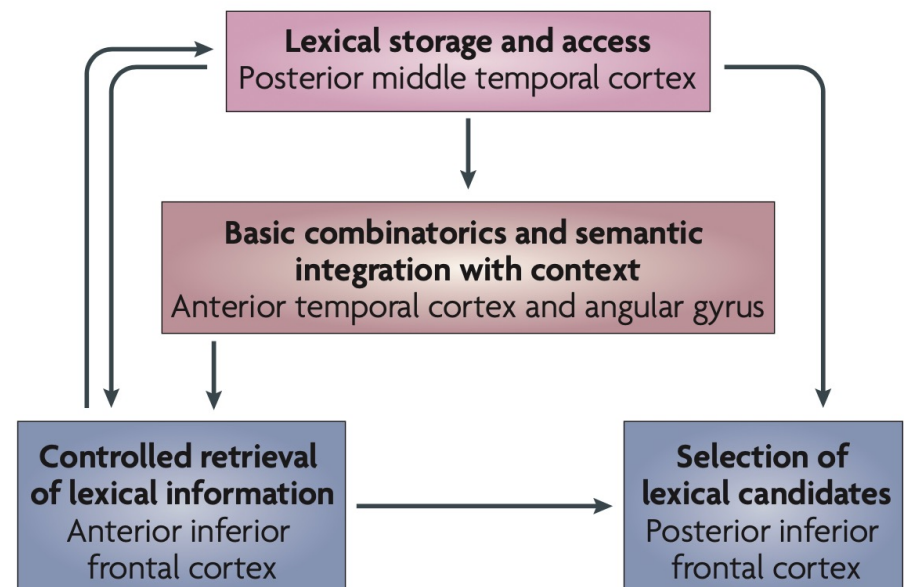 Lexical storage and access
Posterior middle temporal cortex
Basic combinatorics and semantic
integration with context
Anterior temporal cortex and angular gyrus
Controlled retrieval
of lexical information
Anterior inferior
frontal cortex
Selection of
lexical candidates
Posterior inferior
frontal cortex